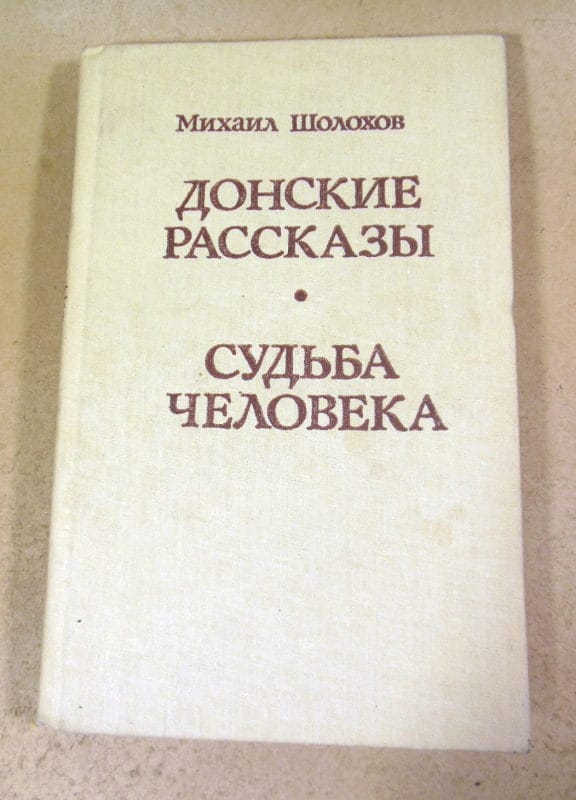 Михаил Шолохов
ДОНСКИЕ
РАССКАЗЫ
•
СУДЬБА
ЧЕЛОВЕКА